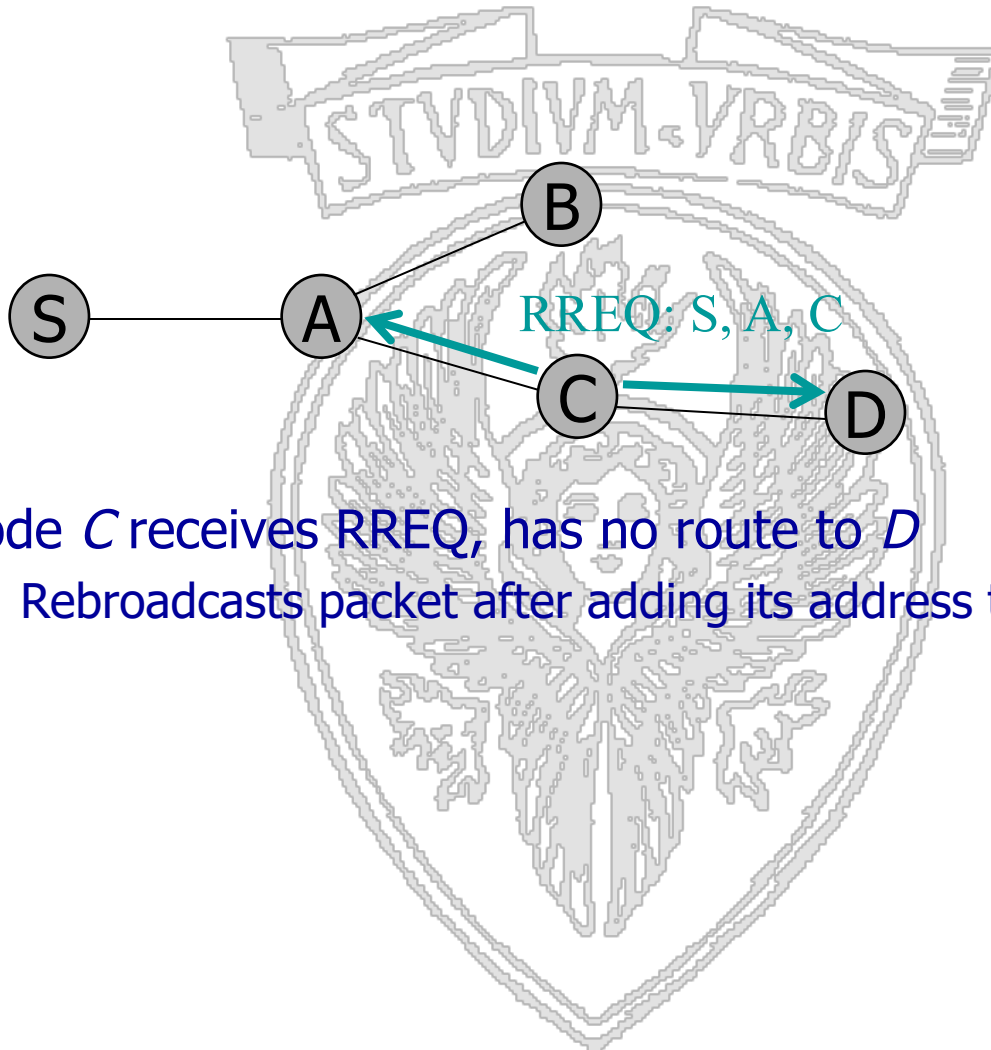 STVDIVM VRBIS
B
S
A
RREQ: S, A, C
C
D
ode C receives RREQ, has no route to D
Rebroadcasts packet after adding its address